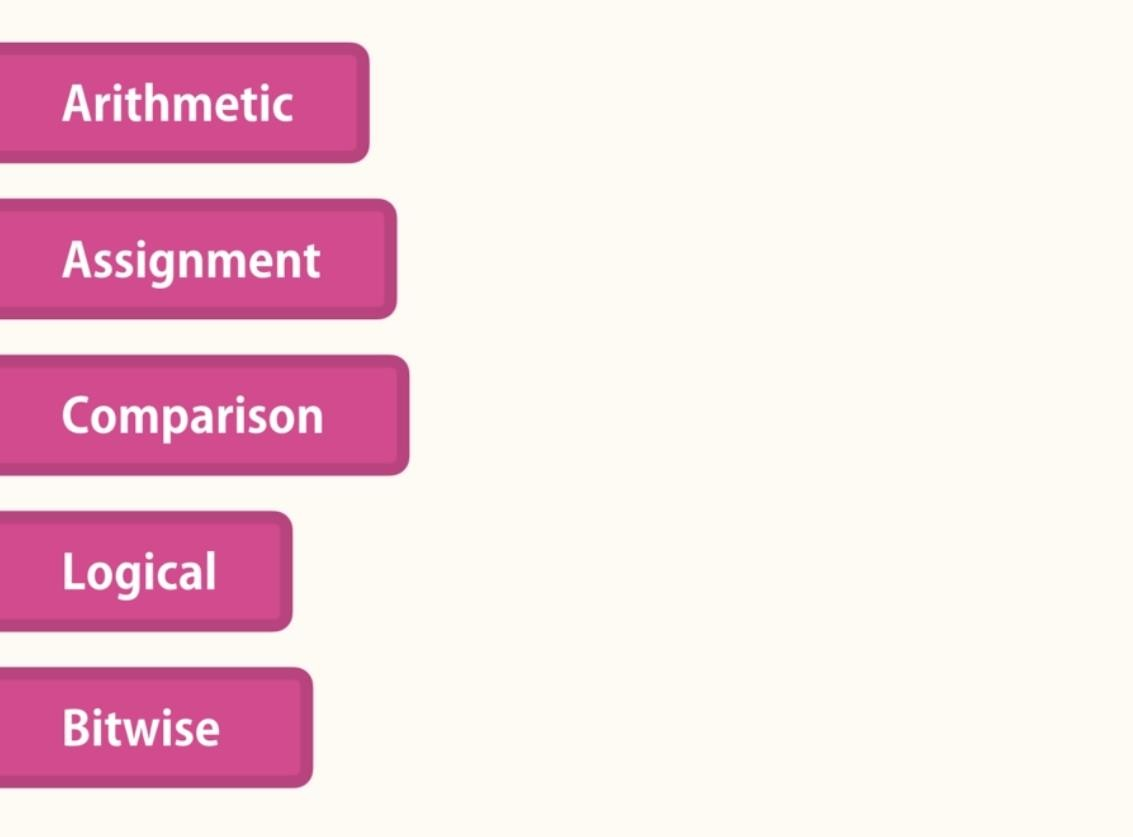 Arithmetic
Assignment
Comparison
Logical
Bitwise